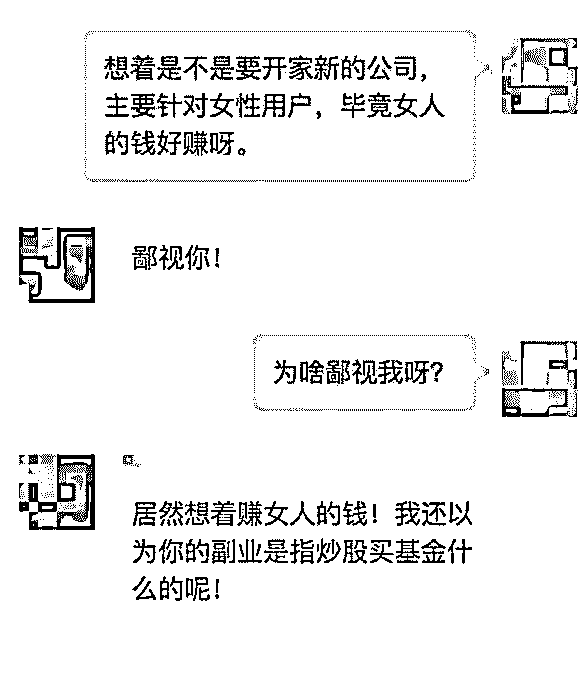 想着是不是要开家新的公司，
主要针对女性用户，毕竟女人
的钱好赚呀。
鄙视你！
为啥鄙视我呀？
居然想着赚女人的钱！我还以
为你的副业是指炒股买基金什
么的呢！